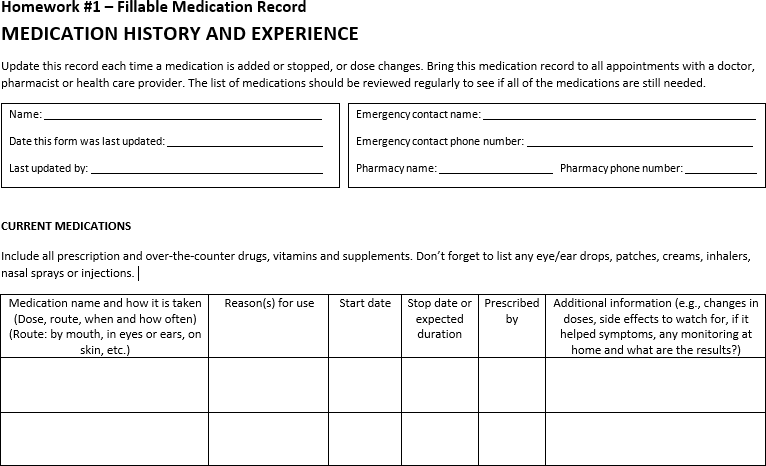 Homework #1 – Fillable Medication Record
MEDICATION HISTORY AND EXPERIENCE
Update this record each time a medication is added or stopped, or dose changes. Bring this medication record to all appointments with a doctor,
pharmacist or health care provider. The list of medications should be reviewed regularly to see if all of the medications are still needed.
Name:
Date this form was last updated:
Last updated by:
Emergency contact name:
Emergency contact phone number:
Pharmacy name: Pharmacy phone number:
CURRENT MEDICATIONS
Include all prescription and over-the-counter drugs, vitamins and supplements. Don’t forget to list any eye/ear drops, patches, creams, inhalers,
nasal sprays or injections.
Medication name and how it is taken
(Dose, route, when and how often)
(Route: by mouth, in eyes or ears, on
skin, etc.)
Reason(s) for use
Start date
Stop date or
expected
duration
Prescribed
by
Additional information (e.g., changes in
doses, side effects to watch for, if it
helped symptoms, any monitoring at
home and what are the results?)